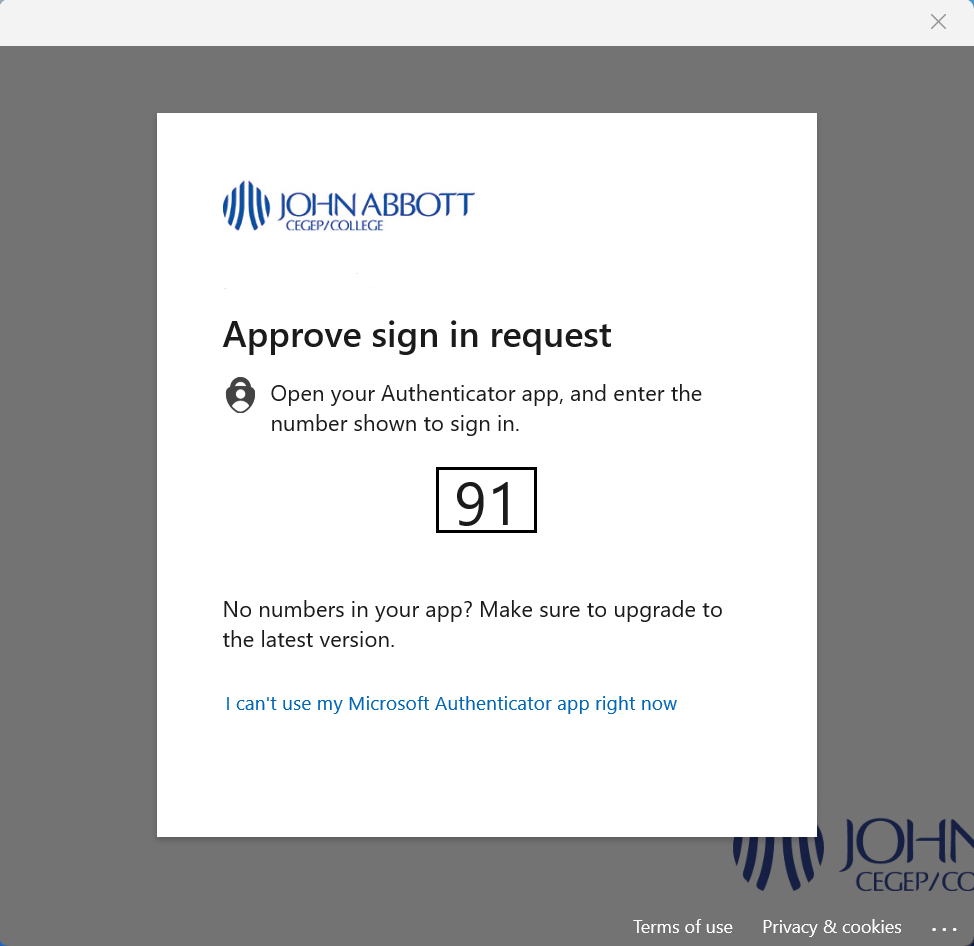 JOHN ABBOTT
CEGEP/COLLEGE
Approve sign in request
Open your Authenticator app, and enter the
number shown to sign in.
91
No numbers in your app? Make sure to upgrade to
the latest version.
I can't use my Microsoft Authenticator app right now
JOHN
CEGEP/CO
Terms of use Privacy & cookies ...